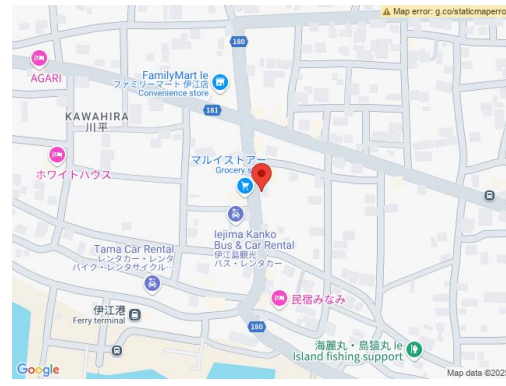 Map error: g.co/staticmaperro
180
AGARI
FamilyMart Ie
ファミリーマート 伊江店
Convenience store
181
KAWAHIRA
川平
マルイストアー
Grocery s
ホワイトハウス
Iejima Kanko
Bus & Car Rental
伊江島観光
バス・レンタカー
Tama Car Rental
レンタカー・レンタ
バイク・レンタサイクル…
民宿みなみ
伊江港
Ferry terminal
180
海麗丸・島猿丸 Ie
Island fishing support
Google
Map data ©2025